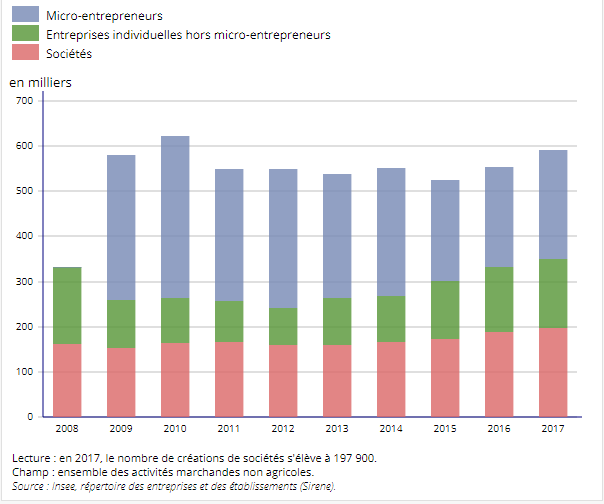 Micro-entrepreneurs
Entreprises individuelles hors micro-entrepreneurs
Sociétés
en milliers
700
600
500
400
300
200
100
0
2008 2009 2010 2011 2012 2013 2014 2015 2016 2017
Lecture : en 2017, le nombre de créations de sociétés s'élève à 197 900.
Champ : ensemble des activités marchandes non agricoles.
Source : Insee, répertoire des entreprises et des établissements (Sirene).